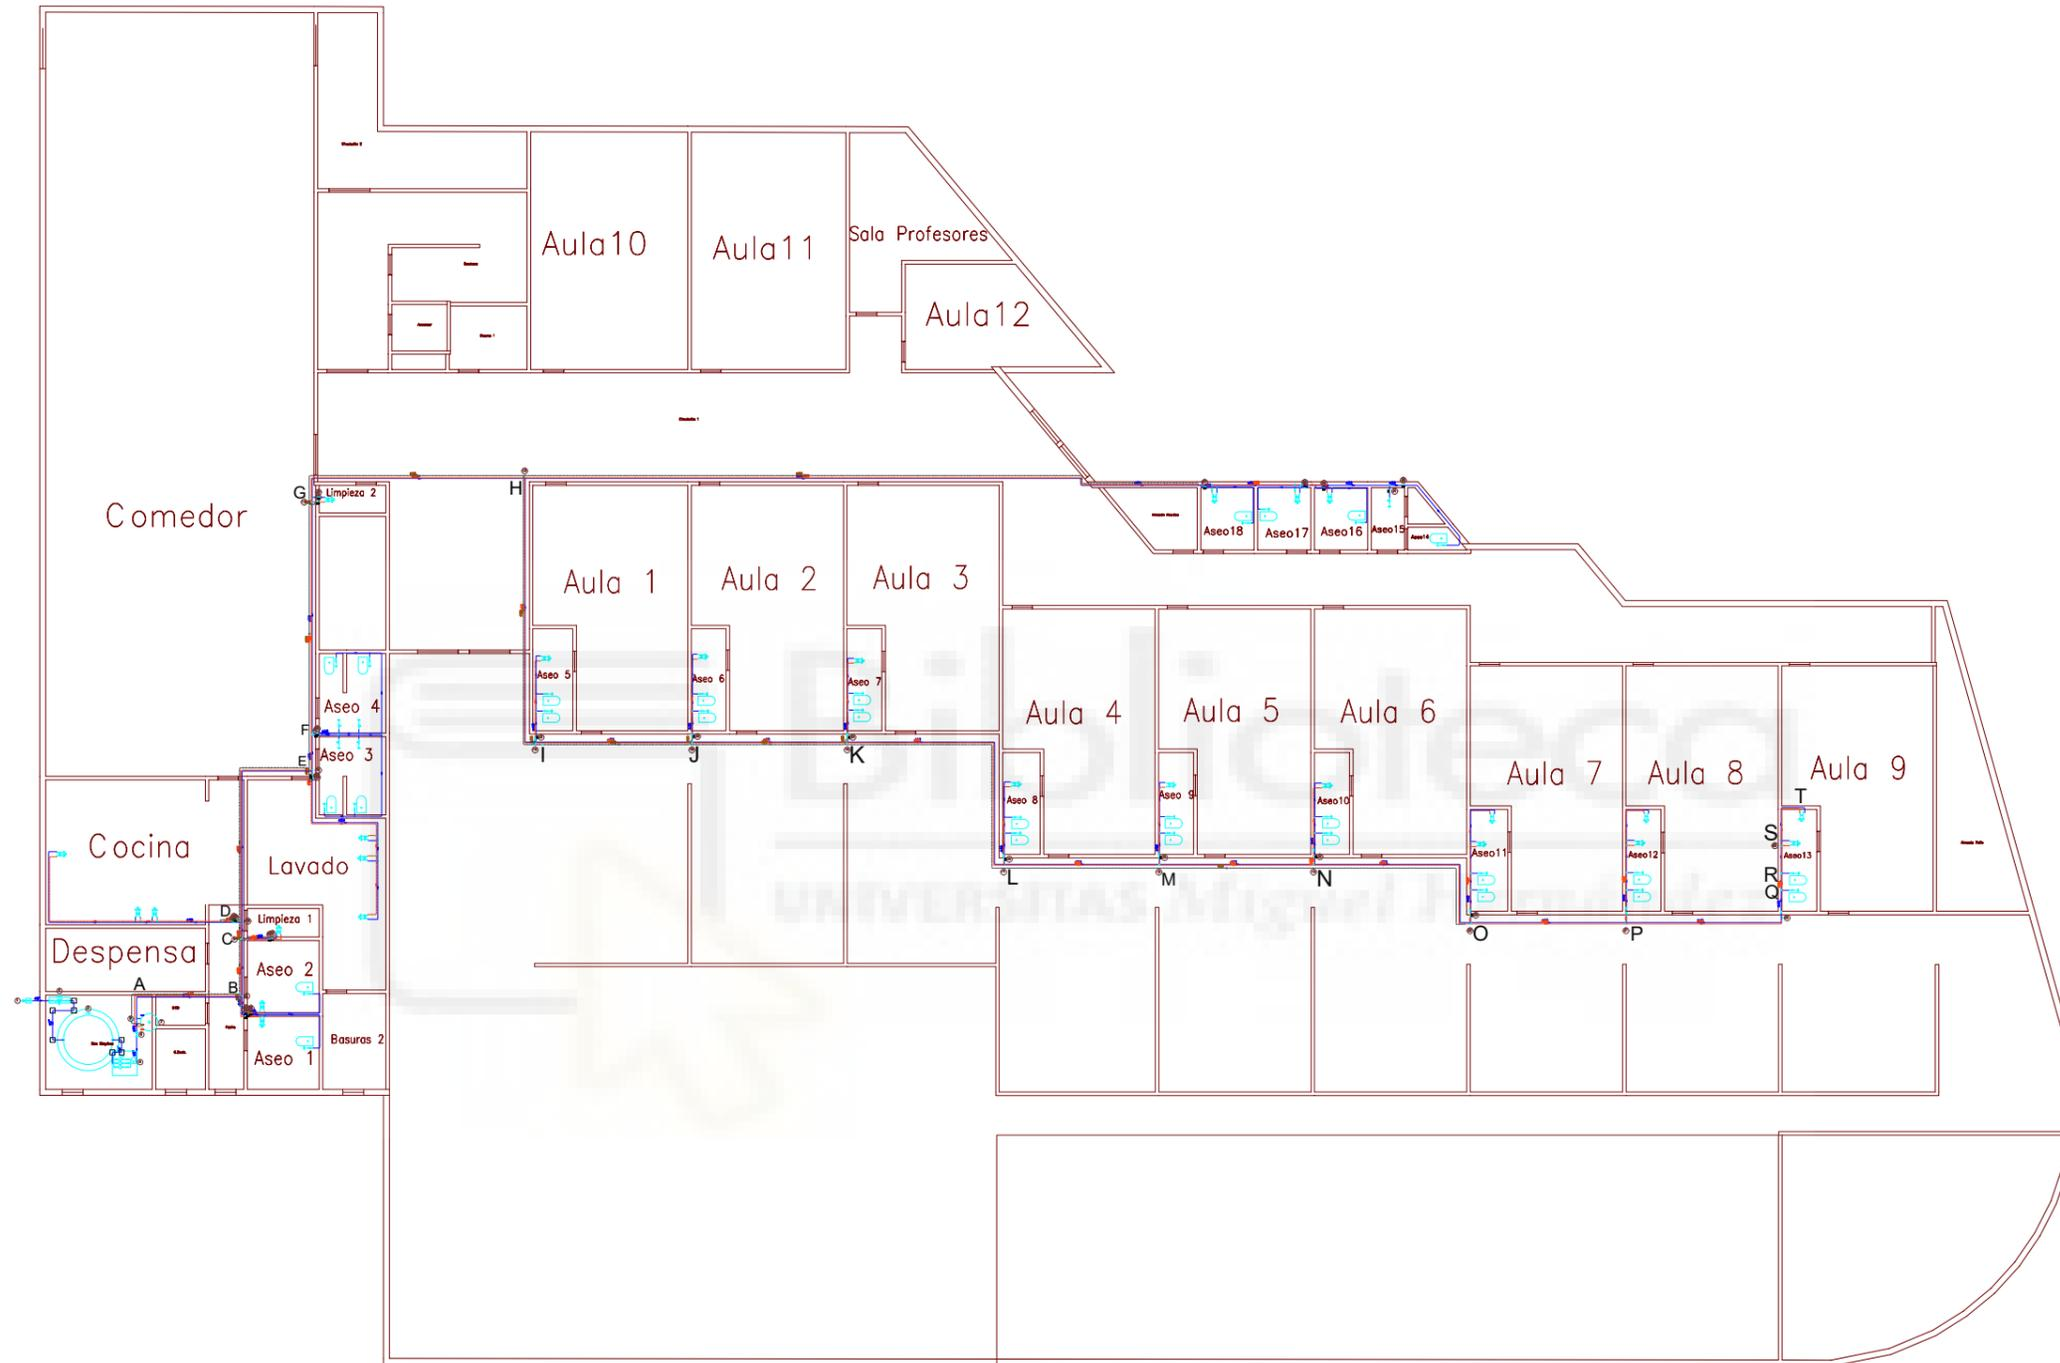 Aula10
Aula11
Sala Profesores
Aula12
G
Limpieza 2
H
Comedor
Aseo18
Aseo17
Aseo16
Aseo15
Aula 1
Aula 2
Aula 3
Aseo 5
Aseo 6
Aseo 7
Aseo 4
F
Aseo 3
E
I
J
K
Aula 4
Aula 5
Aula 6
Aula 7
Aula 8
Aula 9
Biblioteca
UNIVERSITAS Miguel Hernández
Aseo 8
Aseo 9
Aseo10
T
S
Cocina
Lavado
Aseo11
Aseo12
Aseo13
L
M
N
R
Q
D
Limpieza 1
O
P
C
Despensa
Aseo 2
A
B
Basuras 2
Aseo 1